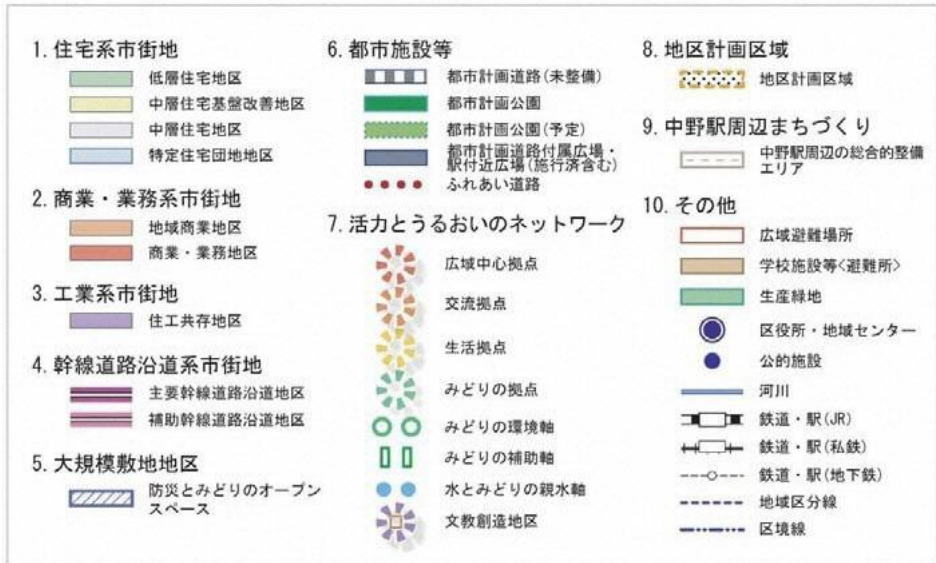 1. 住宅系市街地
低層住宅地区
中層住宅基盤改善地区
中層住宅地区
特定住宅団地地区
2. 商業・業務系市街地
地域商業地区
商業・業務地区
3. 工業系市街地
住工共存地区
4. 幹線道路沿道系市街地
主要幹線道路沿道地区
補助幹線道路沿道地区
5. 大規模敷地地区
防災とみどりのオープン
スペース
6. 都市施設等
都市計画道路(未整備)
都市計画公園
都市計画公園(予定)
都市計画道路付属広場・
駅付近広場(施行済含む)
ふれあい道路
7. 活力とうるおいのネットワーク
広域中心拠点
交流拠点
生活拠点
みどりの拠点
みどりの環境軸
みどりの補助軸
水とみどりの親水軸
文教創造地区
8. 地区計画区域
地区計画区域
9. 中野駅周辺まちづくり
中野駅周辺の総合的整備
エリア
10. その他
広域避難場所
学校施設等<避難所>
生産緑地
区役所・地域センター
公的施設
河川
鉄道・駅(JR)
鉄道・駅(私鉄)
鉄道・駅(地下鉄)
地域区分線
区境線